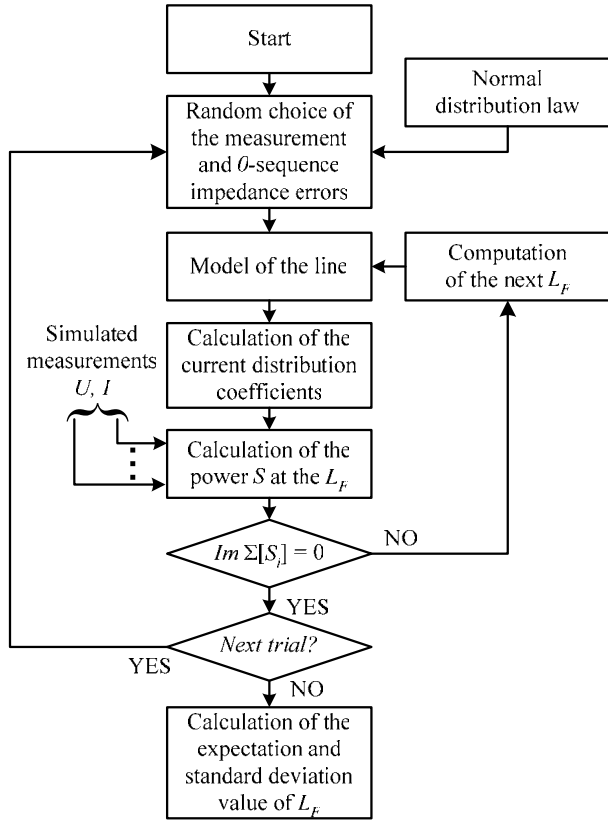 Start
Normal
distribution law
Random choice of
the measurement
and 0-sequence
impedance errors
Model of the line
Computation
of the next L_F
Simulated
measurements
U, I
Calculation of the
current distribution
coefficients
Calculation of the
power S at the L_F
Im Σ[S_i] = 0
NO
YES
Next trial?
YES
NO
Calculation of the
expectation and
standard deviation
value of L_F